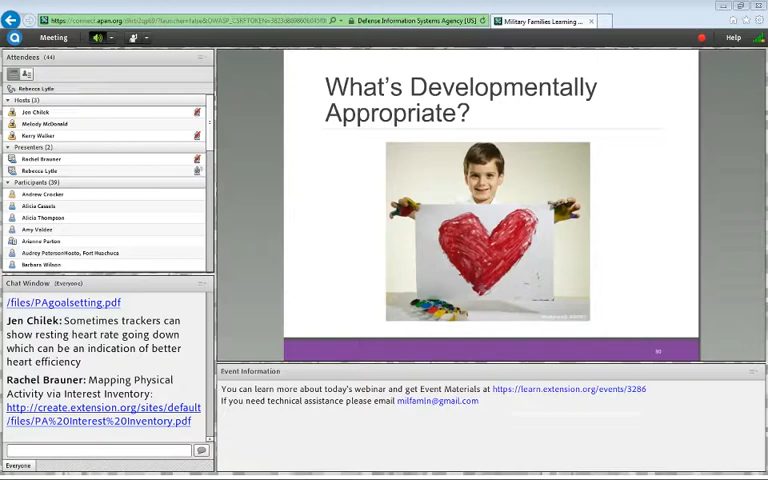 Defense Information Systems Agency [US]
Military Families Learning ...
Meeting
Help
Attendees (44)
Rebecca Lytle
Hosts (3)
Jen Chilek
Melody McDonald
Kerry Walker
Presenters (2)
Rachel Brauner
Rebecca Lytle
Participants (39)
Andrew Crocker
Alicia Cassels
Alicia Thompson
Amy Valdez
Arianne Parton
Audrey PetersonHosto, Fort Huachuca
Barbara Wilson
What's Developmentally
Appropriate?
Chat Window (Everyone)
/files/PAgoalsetting.pdf
Jen Chilek: Sometimes trackers can
show resting heart rate going down
which can be an indication of better
heart efficiency
Rachel Brauner: Mapping Physical
Activity via Interest Inventory:
http://create.extension.org/sites/default
/files/PA%20Interest%20Inventory.pdf
Everyone
Event Information
You can learn more about today's webinar and get Event Materials at https://learn.extension.org/events/3286
If you need technical assistance please email milfamln@gmail.com